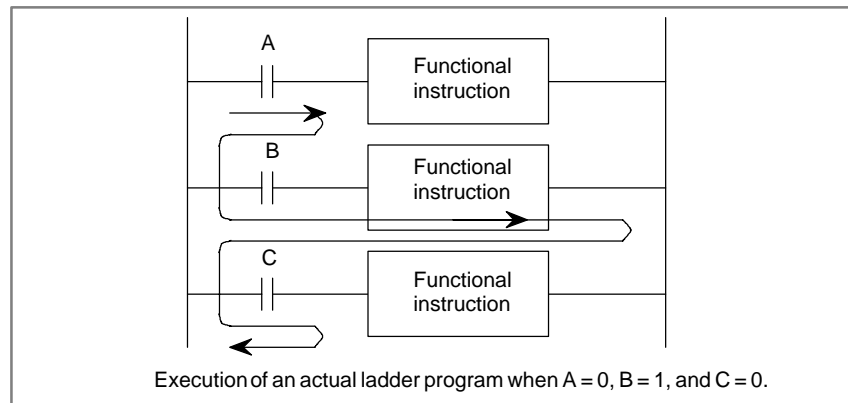 A
Functional
instruction
B
Functional
instruction
C
Functional
instruction
Execution of an actual ladder program when A = 0, B = 1, and C = 0.